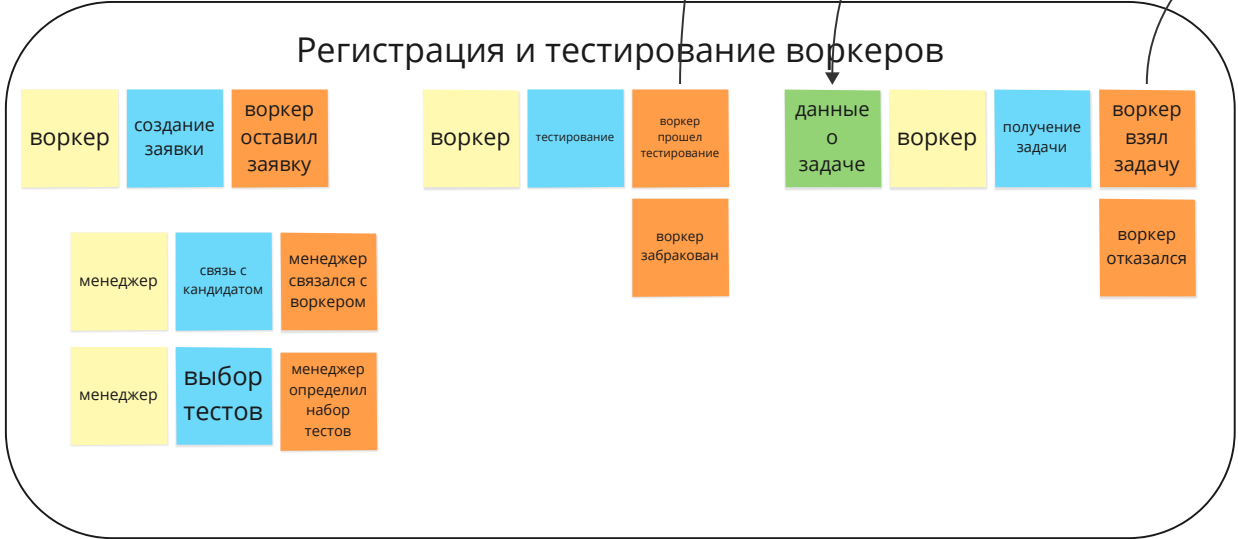 Регистрация и тестирование воркеров
воркер
создание
заявки
воркер
оставил
заявку
воркер
тестирование
воркер
прошел
тестирование
данные
о
задаче
воркер
получение
задачи
воркер
взял
задачу
воркер
забракован
воркер
отказался
менеджер
связь с
кандидатом
менеджер
связался с
воркером
менеджер
выбор
тестов
менеджер
определил
набор
тестов